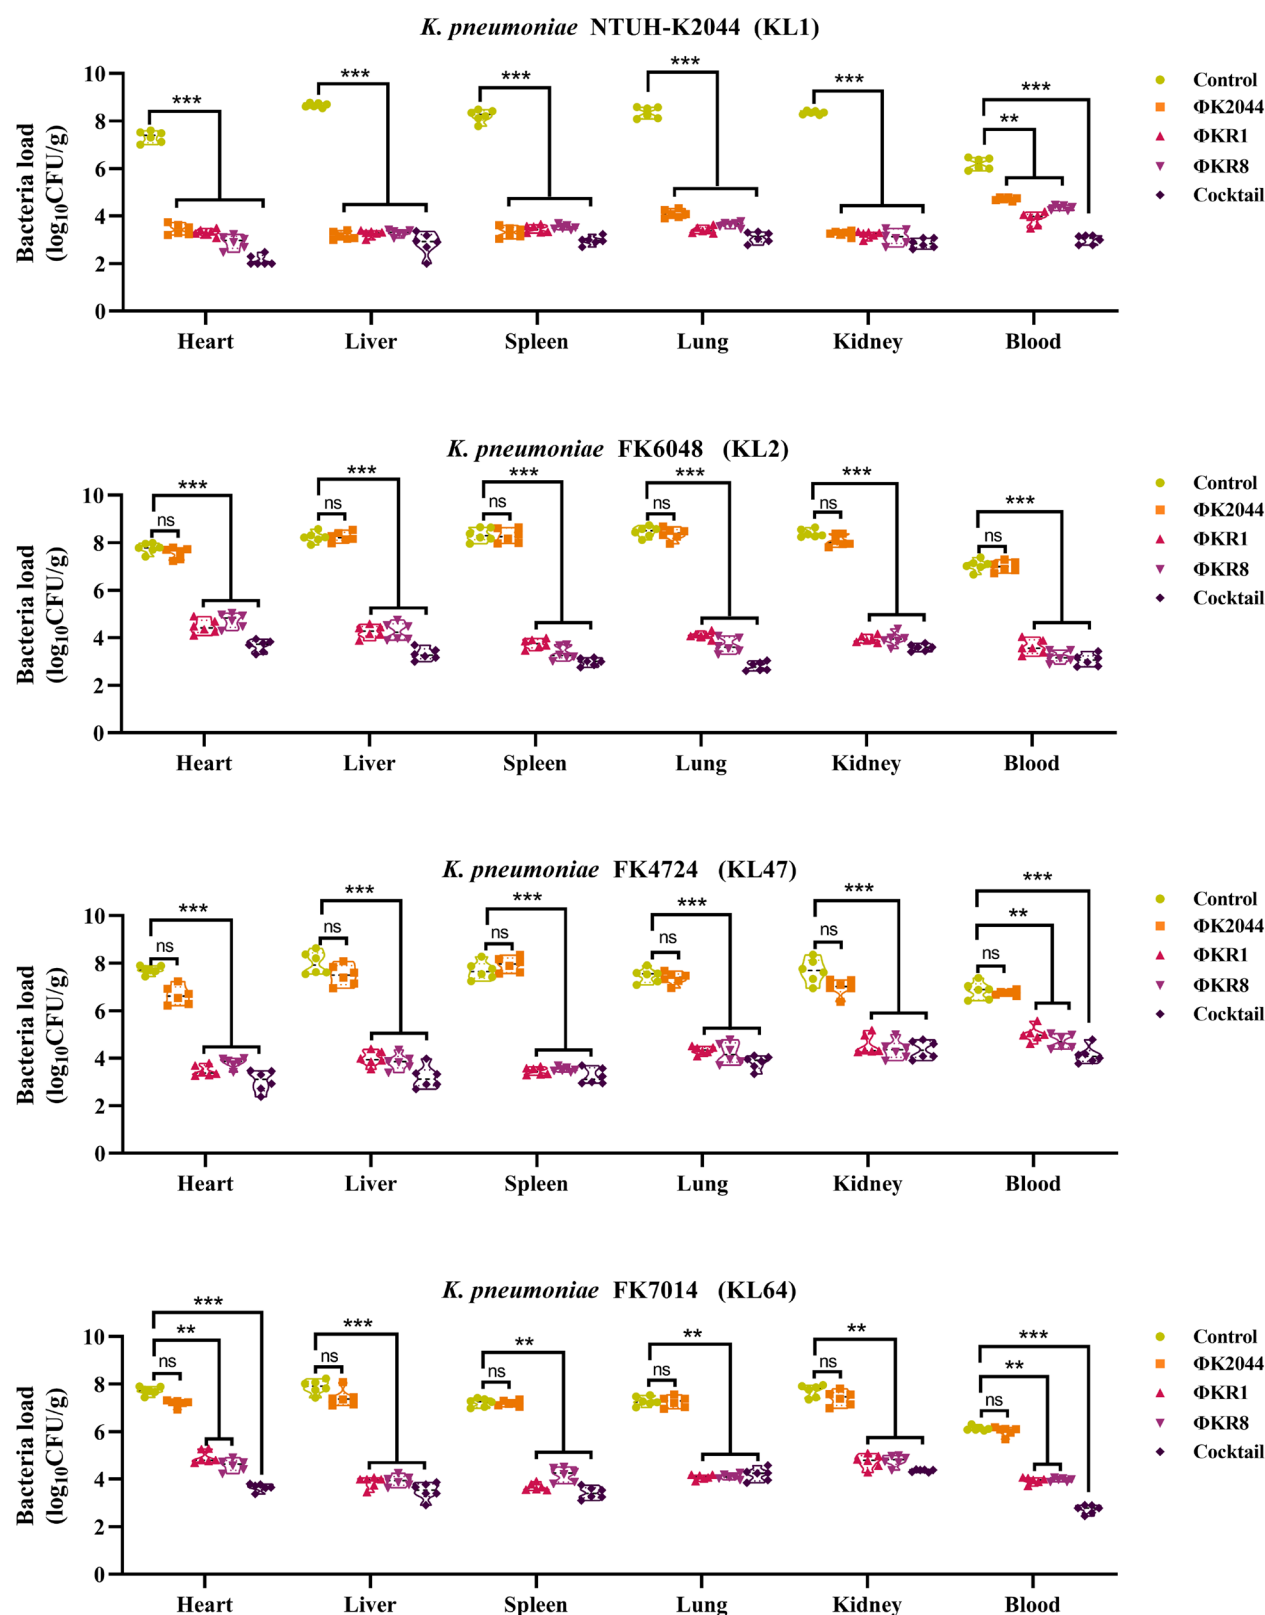 K. pneumoniae NTUH-K2044 (KL1)
Bacteria load
(log10CFU/g)
10
8
6
4
2
0
***
***
***
***
***
***
**
Heart
Liver
Spleen
Lung
Kidney
Blood
Control
ΦK2044
ΦKR1
ΦKR8
Cocktail
K. pneumoniae FK6048 (KL2)
Bacteria load
(log10CFU/g)
10
8
6
4
2
0
***
ns
***
ns
***
ns
***
ns
***
ns
***
ns
Heart
Liver
Spleen
Lung
Kidney
Blood
Control
ΦK2044
ΦKR1
ΦKR8
Cocktail
K. pneumoniae FK4724 (KL47)
Bacteria load
(log10CFU/g)
10
8
6
4
2
0
***
ns
***
ns
***
ns
***
ns
***
ns
***
**
ns
Heart
Liver
Spleen
Lung
Kidney
Blood
Control
ΦK2044
ΦKR1
ΦKR8
Cocktail
K. pneumoniae FK7014 (KL64)
Bacteria load
(log10CFU/g)
10
8
6
4
2
0
***
**
ns
***
ns
**
ns
**
ns
**
ns
***
**
ns
Heart
Liver
Spleen
Lung
Kidney
Blood
Control
ΦK2044
ΦKR1
ΦKR8
Cocktail